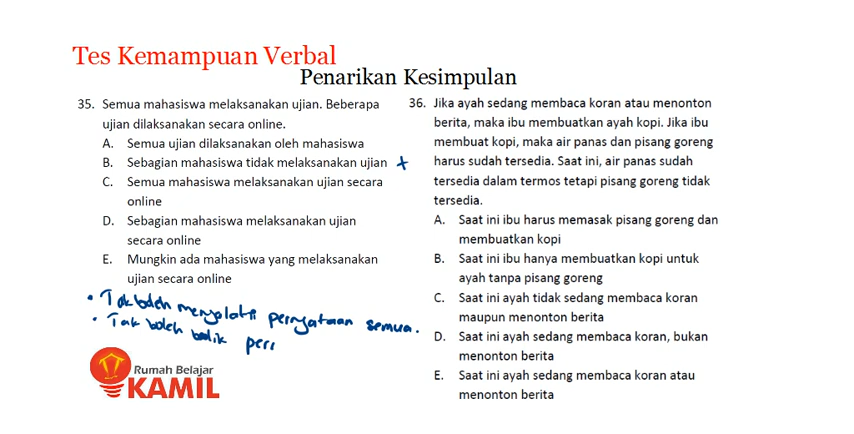 Tes Kemampuan Verbal
Penarikan Kesimpulan
35. Semua mahasiswa melaksanakan ujian. Beberapa
ujian dilaksanakan secara online.
A. Semua ujian dilaksanakan oleh mahasiswa
B. Sebagian mahasiswa tidak melaksanakan ujian
C. Semua mahasiswa melaksanakan ujian secara
online
D. Sebagian mahasiswa melaksanakan ujian
secara online
E. Mungkin ada mahasiswa yang melaksanakan
ujian secara online
• Tak boleh menyalahi pernyataan semua.
• Tak boleh balik per
Rumah Belajar
KAMIL
36. Jika ayah sedang membaca koran atau menonton
berita, maka ibu membuatkan ayah kopi. Jika ibu
membuat kopi, maka air panas dan pisang goreng
harus sudah tersedia. Saat ini, air panas sudah
tersedia dalam termos tetapi pisang goreng tidak
tersedia.
A. Saat ini ibu harus memasak pisang goreng dan
membuatkan kopi
B. Saat ini ibu hanya membuatkan kopi untuk
ayah tanpa pisang goreng
C. Saat ini ayah tidak sedang membaca koran
maupun menonton berita
D. Saat ini ayah sedang membaca koran, bukan
menonton berita
E. Saat ini ayah sedang membaca koran atau
menonton berita